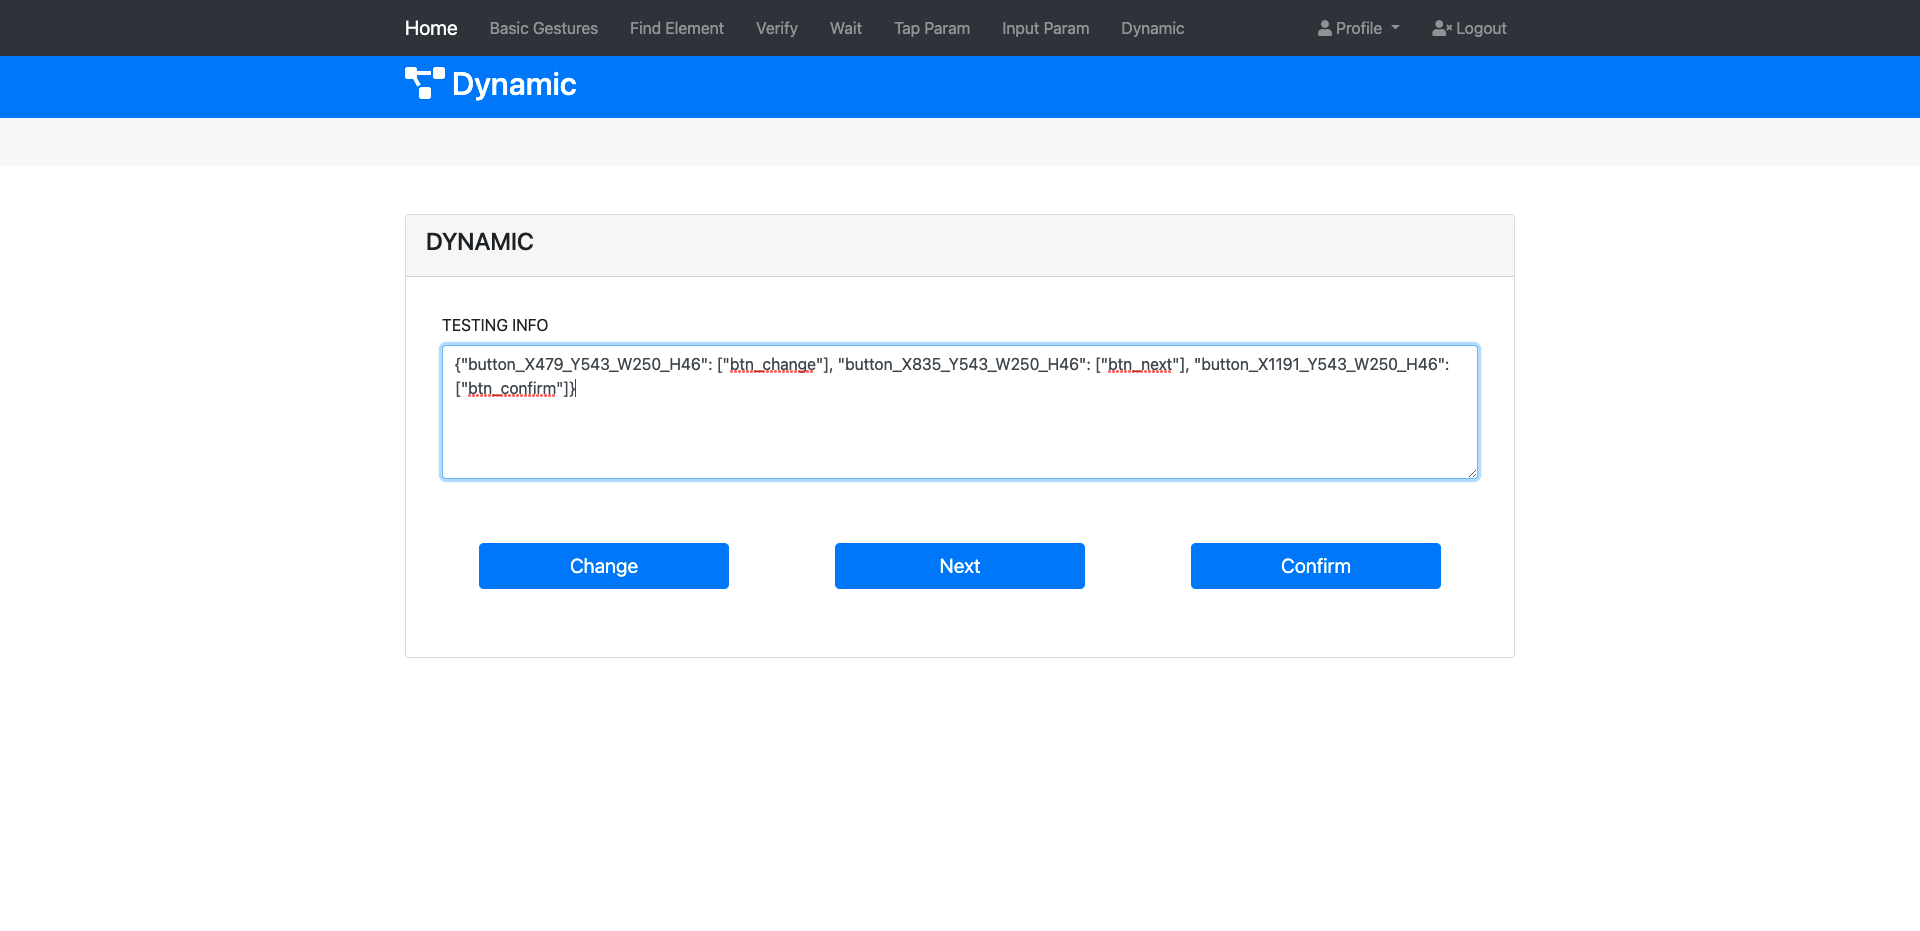 Home Basic Gestures Find Element Verify Wait Tap Param Input Param Dynamic Profile Logout
Dynamic
DYNAMIC
TESTING INFO
{"button_X479_Y543_W250_H46": ["btn_change"], "button_X835_Y543_W250_H46": ["btn_next"], "button_X1191_Y543_W250_H46":
["btn_confirm"]}
Change Next Confirm